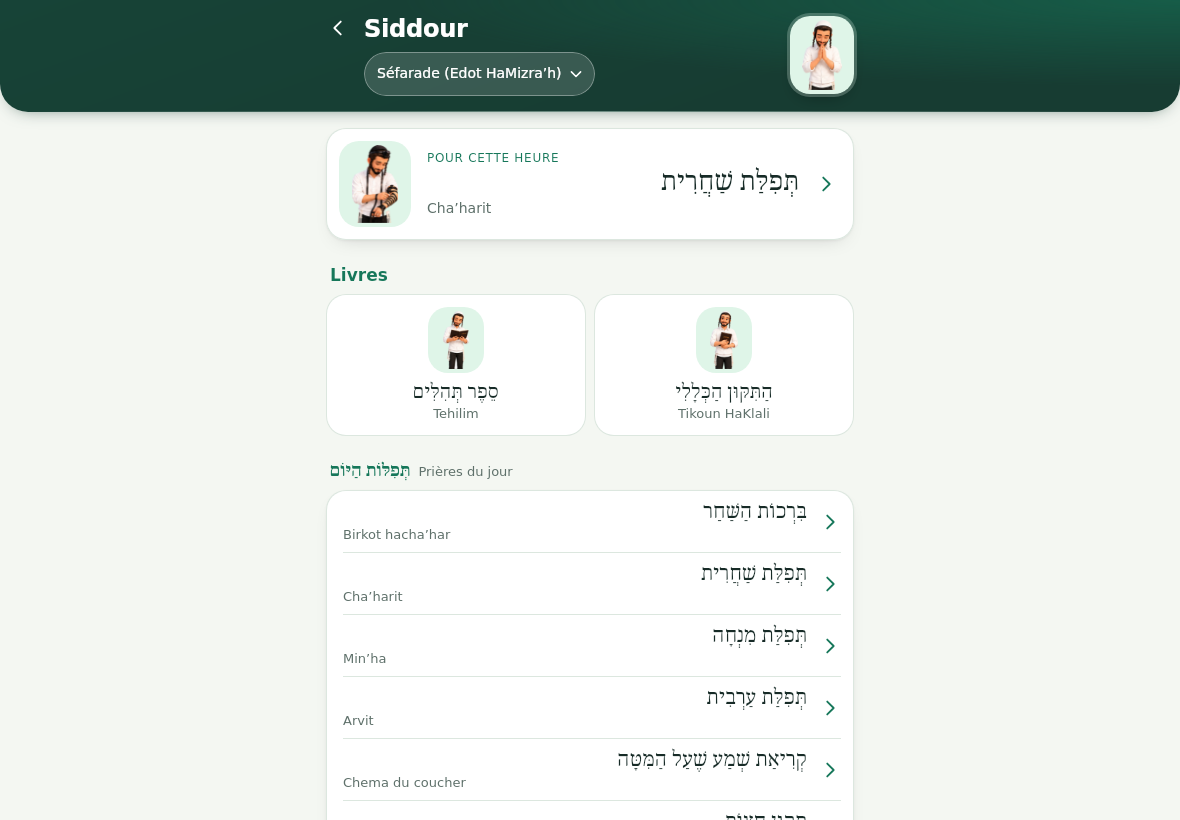 Siddour
Séfarade (Edot HaMizra’h)
POUR CETTE HEURE
תְּפִלַּת שַׁחֲרִית
Cha’harit
Livres
סֵפֶר תְּהִלִּים
Tehilim
הַתִּקּוּן הַכְּלָלִי
Tikoun HaKlali
תְּפִלּוֹת הַיּוֹם Prières du jour
בִּרְכוֹת הַשַּׁחַר
Birkot hacha’har
תְּפִלַּת שַׁחֲרִית
Cha’harit
תְּפִלַּת מִנְחָה
Min’ha
תְּפִלַּת עַרְבִית
Arvit
קְרִיאַת שְׁמַע שֶׁעַל הַמִּטָּה
Chema du coucher